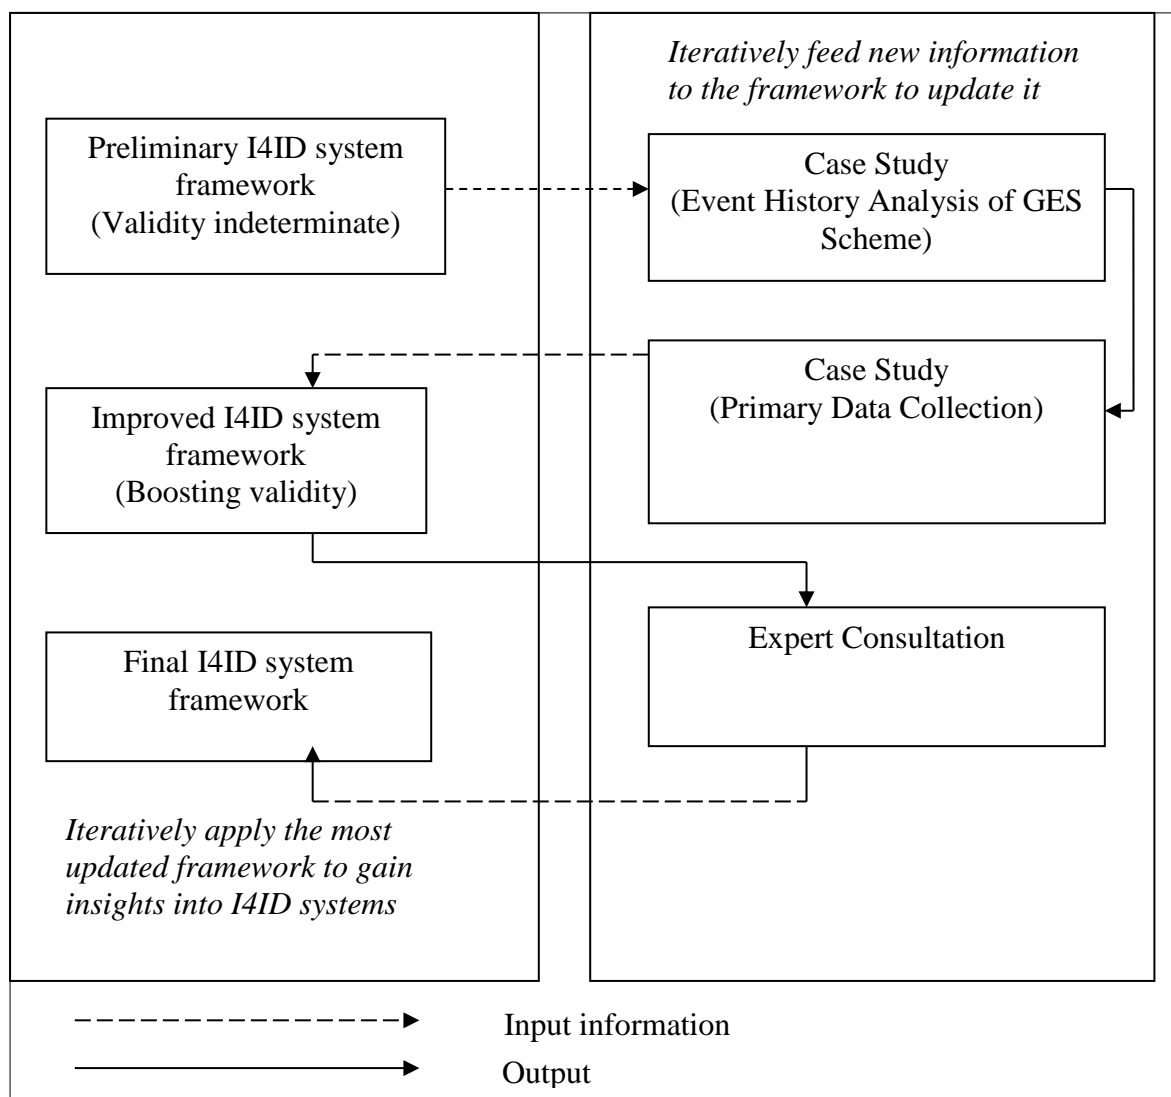 Iteratively feed new information
to the framework to update it
Preliminary I4ID system
framework
(Validity indeterminate)
Case Study
(Event History Analysis of GES
Scheme)
Case Study
(Primary Data Collection)
Improved I4ID system
framework
(Boosting validity)
Expert Consultation
Final I4ID system
framework
Iteratively apply the most
updated framework to gain
insights into I4ID systems
Input information
Output